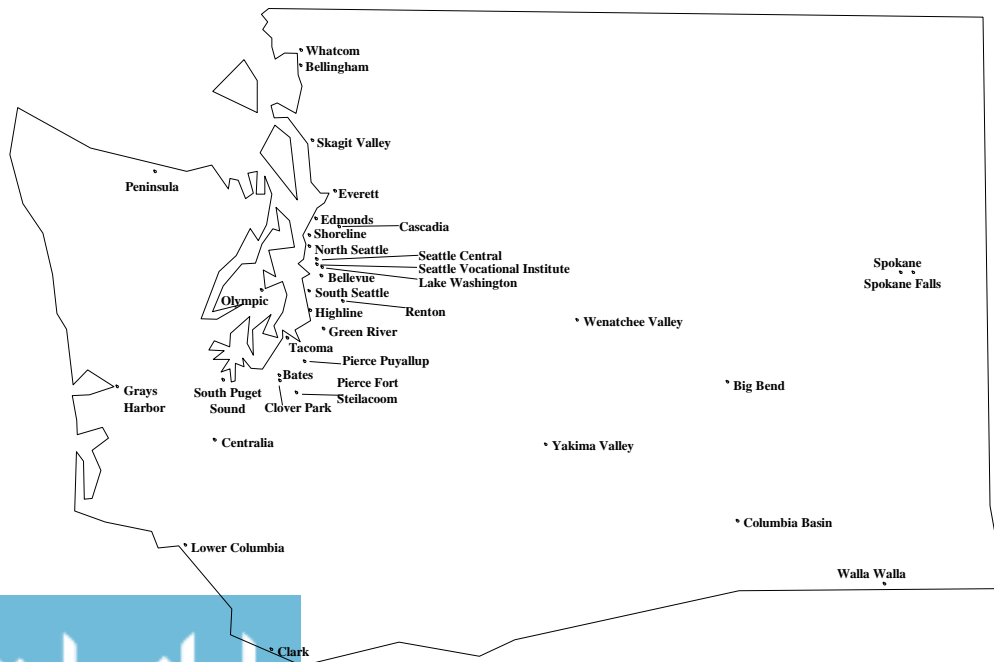 Whatcom
Bellingham
Skagit Valley
Peninsula
Everett
Edmonds
Cascadia
Shoreline
North Seattle
Seattle Central
Seattle Vocational Institute
Lake Washington
Bellevue
Spokane
Spokane Falls
South Seattle
Olympic
Renton
Highline
Wenatchee Valley
Green River
Tacoma
Pierce Puyallup
Bates
Pierce Fort
Steilacoom
Big Bend
Grays
Harbor
South Puget
Sound
Clover Park
Centralia
Yakima Valley
Columbia Basin
Lower Columbia
Walla Walla
Clark